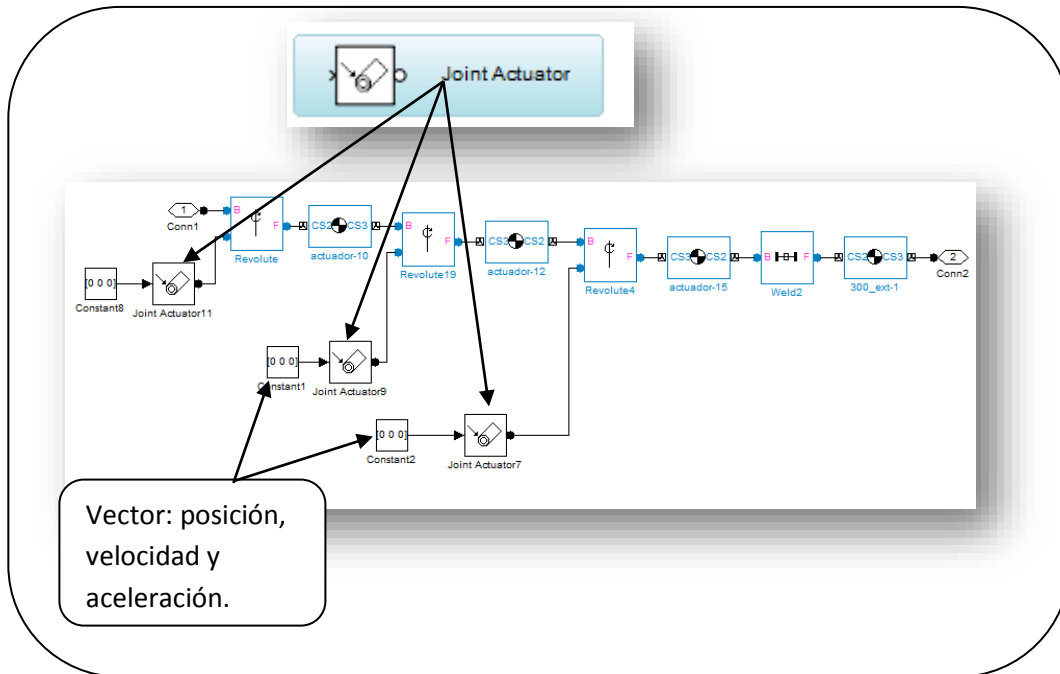 Joint Actuator
1
Conn1
B
F
Revolute
CS2 CS3
actuador-10
B
F
Revolute19
CS3 CS2
actuador-12
B
F
Revolute4
CS3 CS2
actuador-15
B F
Weld2
CS2 CS3
300_ext-1
2
Conn2
[0 0 0]
Constant8
Joint Actuator11
[0 0 0]
Constant1
Joint Actuator9
[0 0 0]
Constant2
Joint Actuator7
Vector: posición,
velocidad y
aceleración.